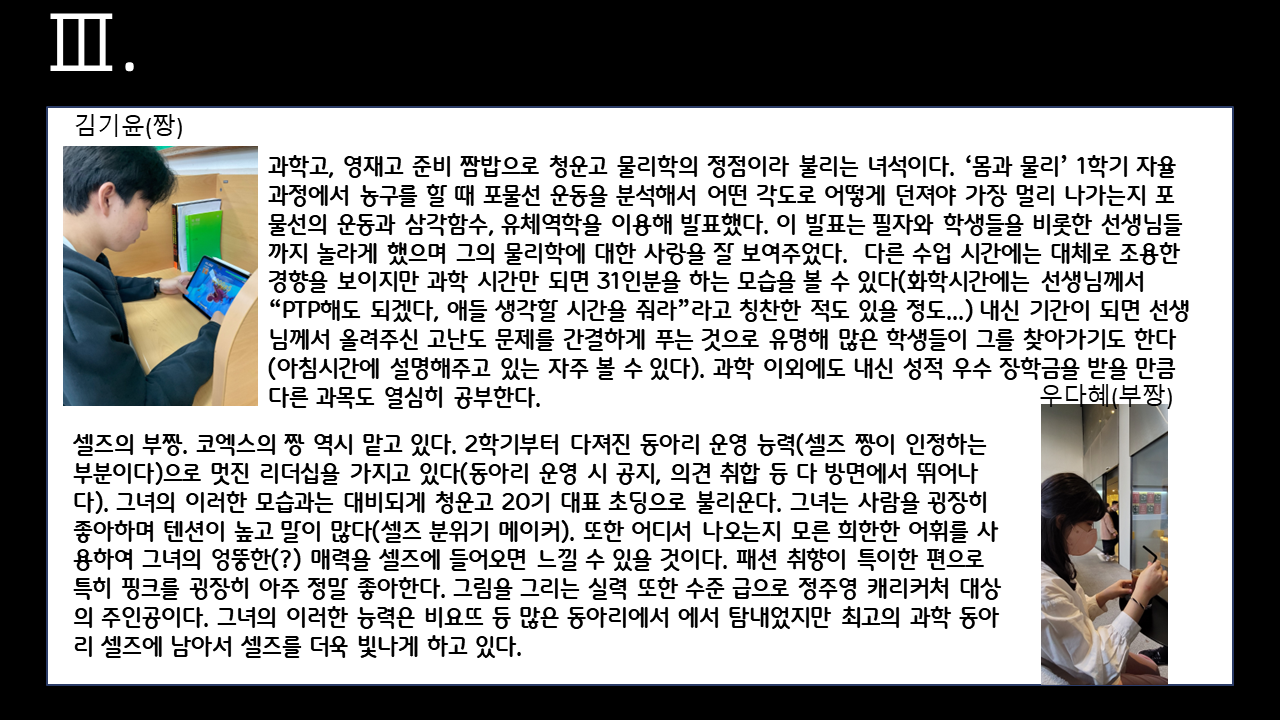 Ⅲ.
김기윤(짱)
과학고, 영재고 준비 짬밥으로 청운고 물리학의 정점이라 불리는 녀석이다. ‘몸과 물리’ 1학기 자율
과정에서 농구를 할 때 포물선 운동을 분석해서 어떤 각도로 어떻게 던져야 가장 멀리 나가는지 포
물선의 운동과 삼각함수, 유체역학을 이용해 발표했다. 이 발표는 필자와 학생들을 비롯한 선생님들
까지 놀라게 했으며 그의 물리학에 대한 사랑을 잘 보여주었다. 다른 수업 시간에는 대체로 조용한
경향을 보이지만 과학 시간만 되면 31인분을 하는 모습을 볼 수 있다(화학시간에는 선생님께서
“PTP해도 되겠다, 애들 생각할 시간을 줘라”라고 칭찬한 적도 있을 정도...) 내신 기간이 되면 선생
님께서 올려주신 고난도 문제를 간결하게 푸는 것으로 유명해 많은 학생들이 그를 찾아가기도 한다
(아침시간에 설명해주고 있는 자주 볼 수 있다). 과학 이외에도 내신 성적 우수 장학금을 받을 만큼
다른 과목도 열심히 공부한다.
우다혜(부짱)
셀즈의 부짱. 코엑스의 짱 역시 맡고 있다. 2학기부터 다져진 동아리 운영 능력(셀즈 짱이 인정하는
부분이다)으로 멋진 리더십을 가지고 있다(동아리 운영 시 공지, 의견 취합 등 다 방면에서 뛰어나
다). 그녀의 이러한 모습과는 대비되게 청운고 20기 대표 초딩으로 불리운다. 그녀는 사람을 굉장히
좋아하며 텐션이 높고 말이 많다(셀즈 분위기 메이커). 또한 어디서 나오는지 모른 희한한 어휘를 사
용하여 그녀의 엉뚱한(?) 매력을 셀즈에 들어오면 느낄 수 있을 것이다. 패션 취향이 특이한 편으로
특히 핑크를 굉장히 아주 정말 좋아한다. 그림을 그리는 실력 또한 수준 급으로 정주영 캐리커처 대상
의 주인공이다. 그녀의 이러한 능력은 비요뜨 등 많은 동아리에서 에서 탐내었지만 최고의 과학 동아
리 셀즈에 남아서 셀즈를 더욱 빛나게 하고 있다.